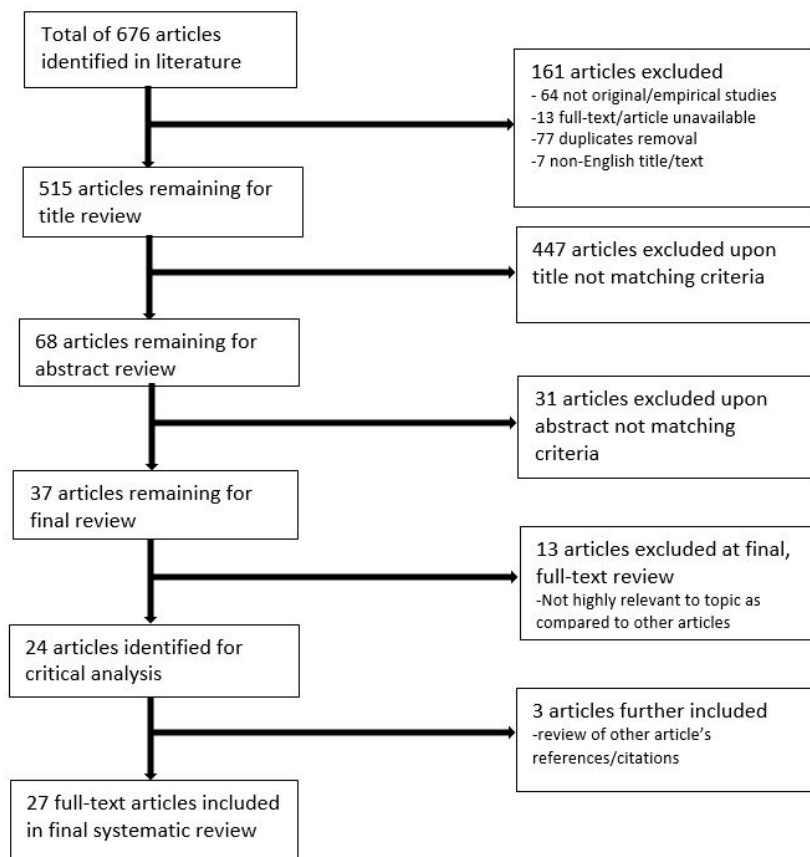 Total of 676 articles
identified in literature
161 articles excluded
- 64 not original/empirical studies
-13 full-text/article unavailable
-77 duplicates removal
-7 non-English title/text
515 articles remaining for
title review
447 articles excluded upon
title not matching criteria
68 articles remaining for
abstract review
31 articles excluded upon
abstract not matching
criteria
37 articles remaining for
final review
13 articles excluded at final,
full-text review
-Not highly relevant to topic as
compared to other articles
24 articles identified for
critical analysis
3 articles further included
-review of other article's
references/citations
27 full-text articles included
in final systematic review